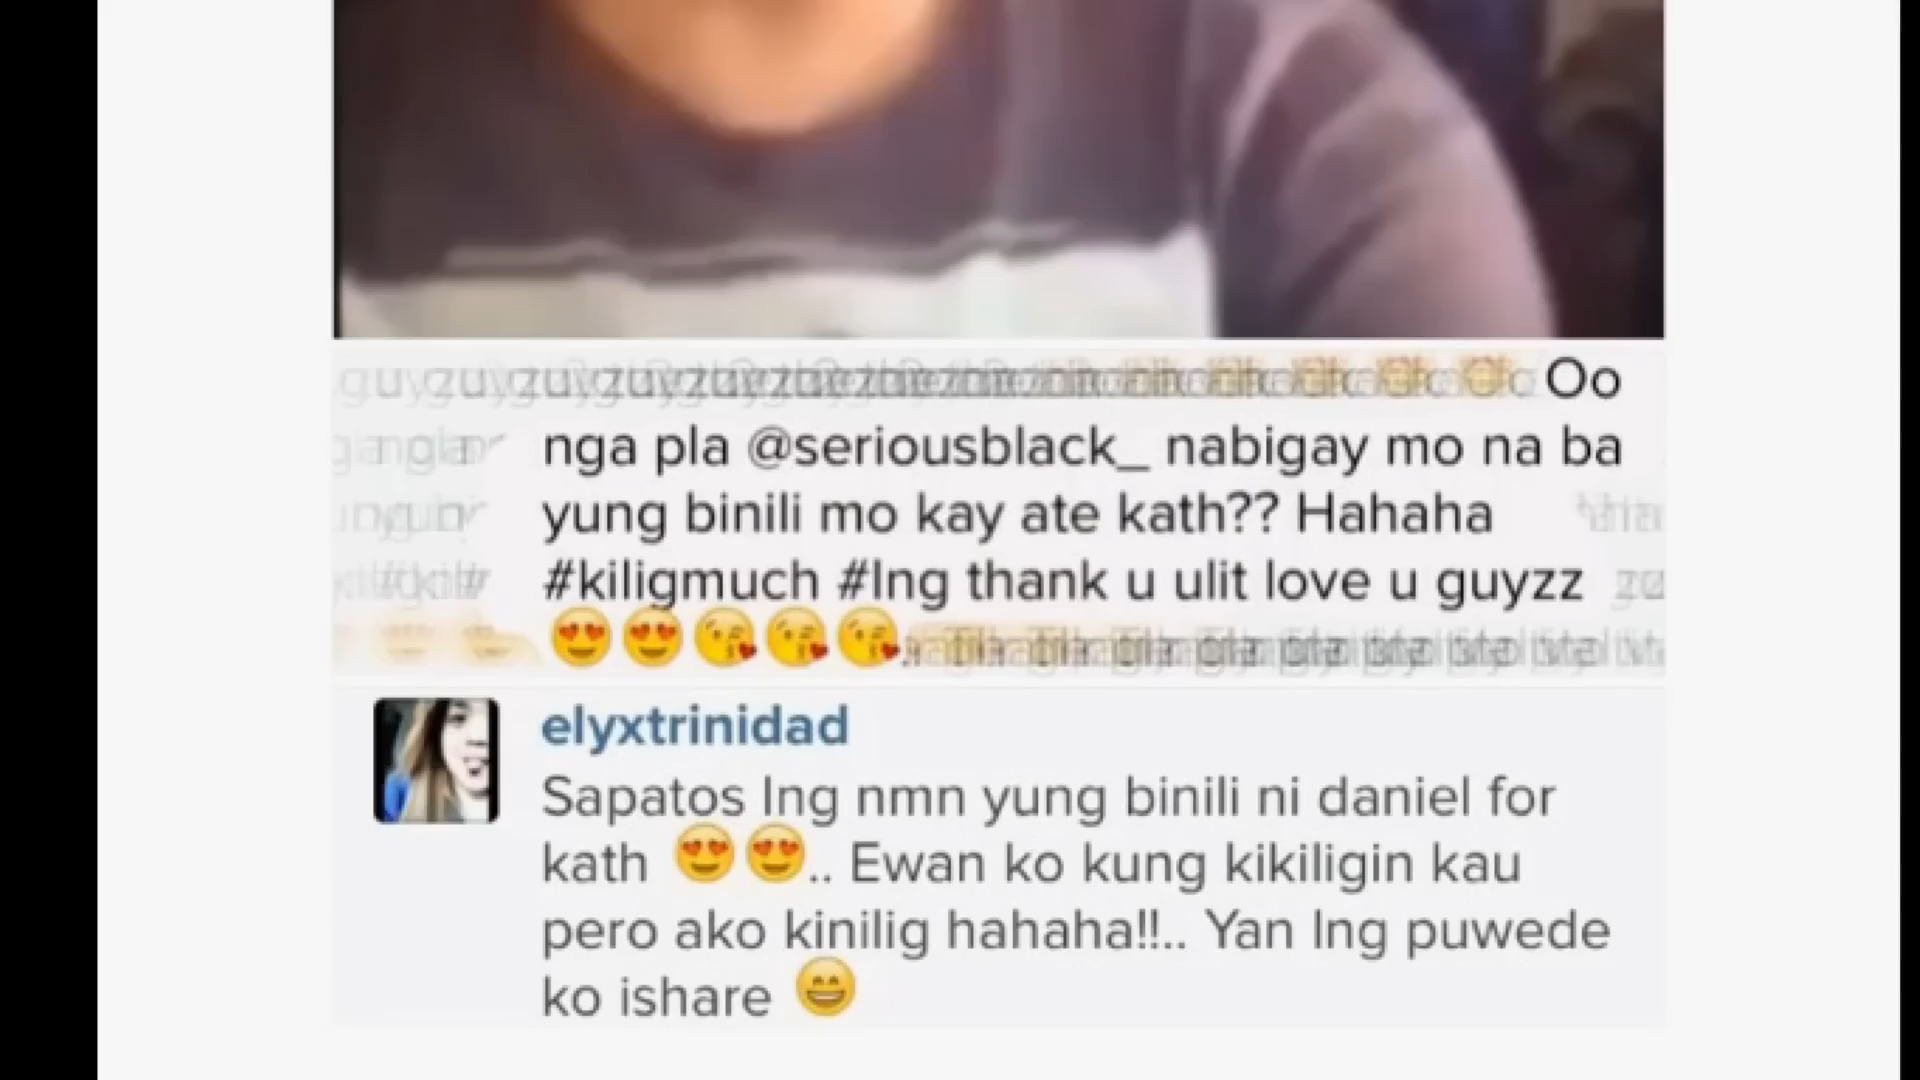 Oo
nga pla @seriousblack_ nabigay mo na ba
yung binili mo kay ate kath?? Hahaha
#kiligmuch #lng thank u ulit love u guyzz
😍😍😘😘😘
elyxtrinidad
Sapatos lng nmn yung binili ni daniel for
kath 😍😍.. Ewan ko kung kikiligin kau
pero ako kinilig hahaha!!.. Yan lng puwede
ko ishare 😄